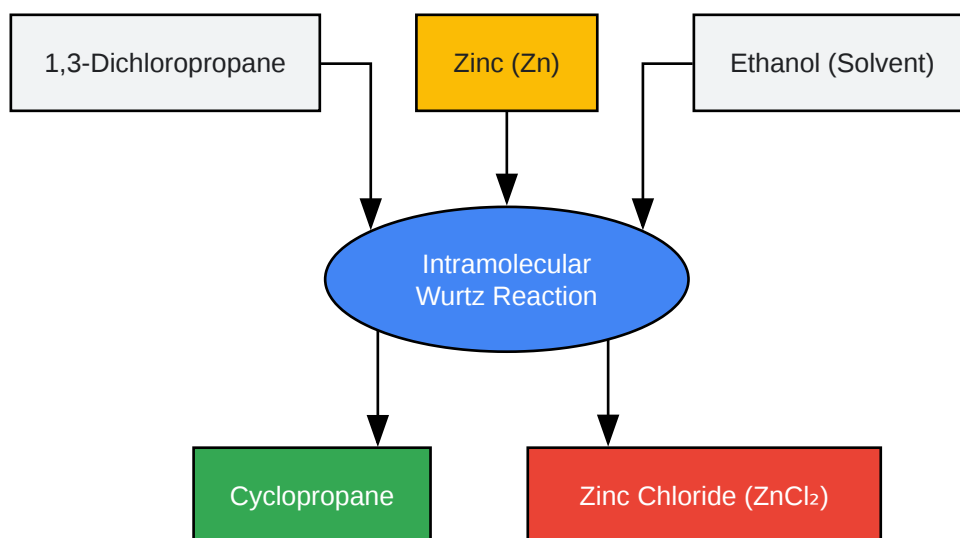 1,3-Dichloropropane
Zinc (Zn)
Ethanol (Solvent)
Intramolecular
Wurtz Reaction
Cyclopropane
Zinc Chloride (ZnCl₂)